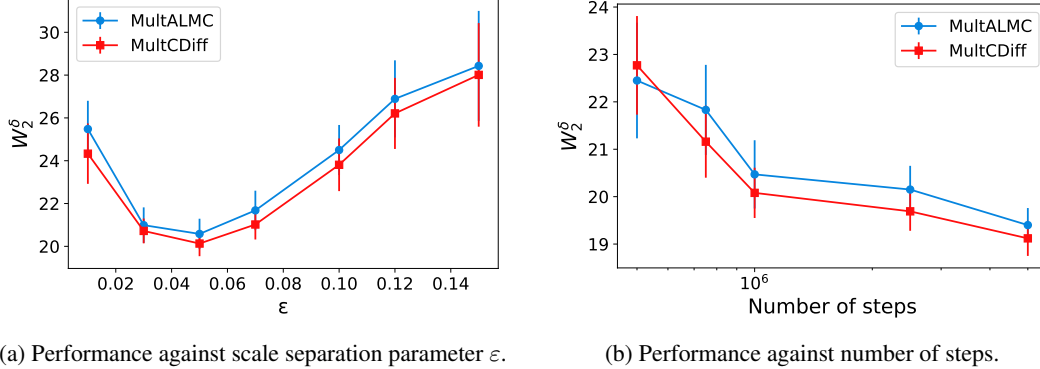 MultALMC
MultCDiff
30
28
26
24
22
20
W₂^δ
0.02 0.04 0.06 0.08 0.10 0.12 0.14
ε
(a) Performance against scale separation parameter ε.
MultALMC
MultCDiff
24
23
22
21
20
19
W₂^δ
10⁶
Number of steps
(b) Performance against number of steps.